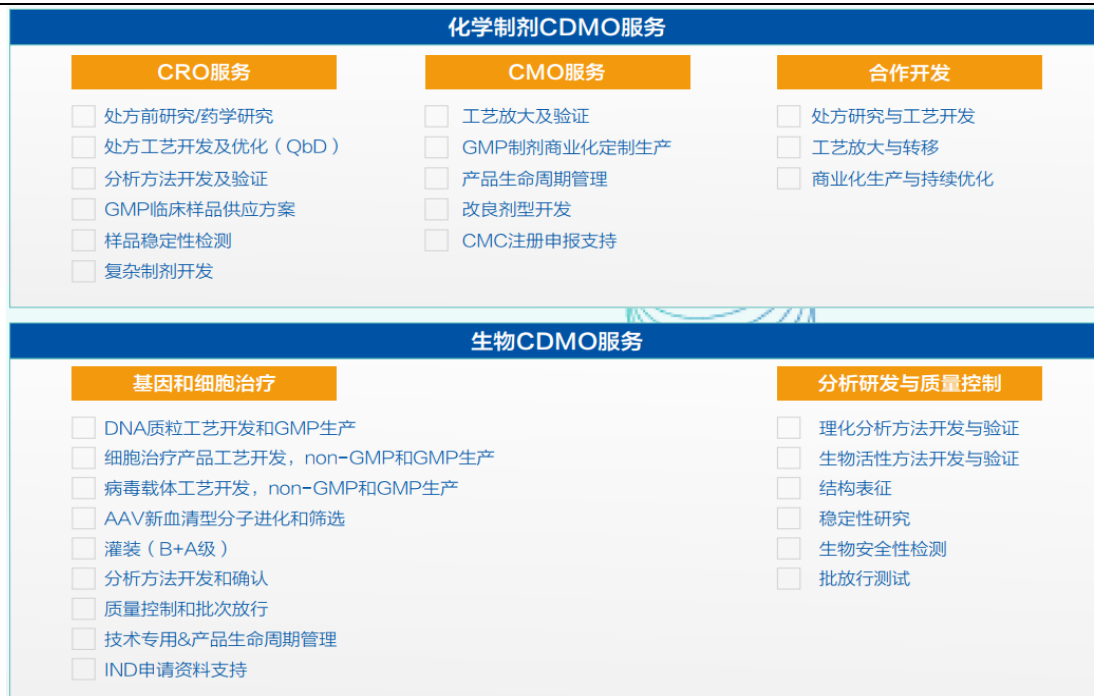 化学制剂CDMO服务
CRO服务
处方前研究/药学研究
处方工艺开发及优化（QbD）
分析方法开发及验证
GMP临床样品供应方案
样品稳定性检测
复杂制剂开发
CMO服务
工艺放大及验证
GMP制剂商业化定制生产
产品生命周期管理
改良剂型开发
CMC注册申报支持
合作开发
处方研究与工艺开发
工艺放大与转移
商业化生产与持续优化
生物CDMO服务
基因和细胞治疗
DNA质粒工艺开发和GMP生产
细胞治疗产品工艺开发，non-GMP和GMP生产
病毒载体工艺开发，non-GMP和GMP生产
AAV新血清型分子进化和筛选
灌装（B+A级）
分析方法开发和确认
质量控制和批次放行
技术专用&产品生命周期管理
IND申请资料支持
分析研发与质量控制
理化分析方法开发与验证
生物活性方法开发与验证
结构表征
稳定性研究
生物安全性检测
批放行测试